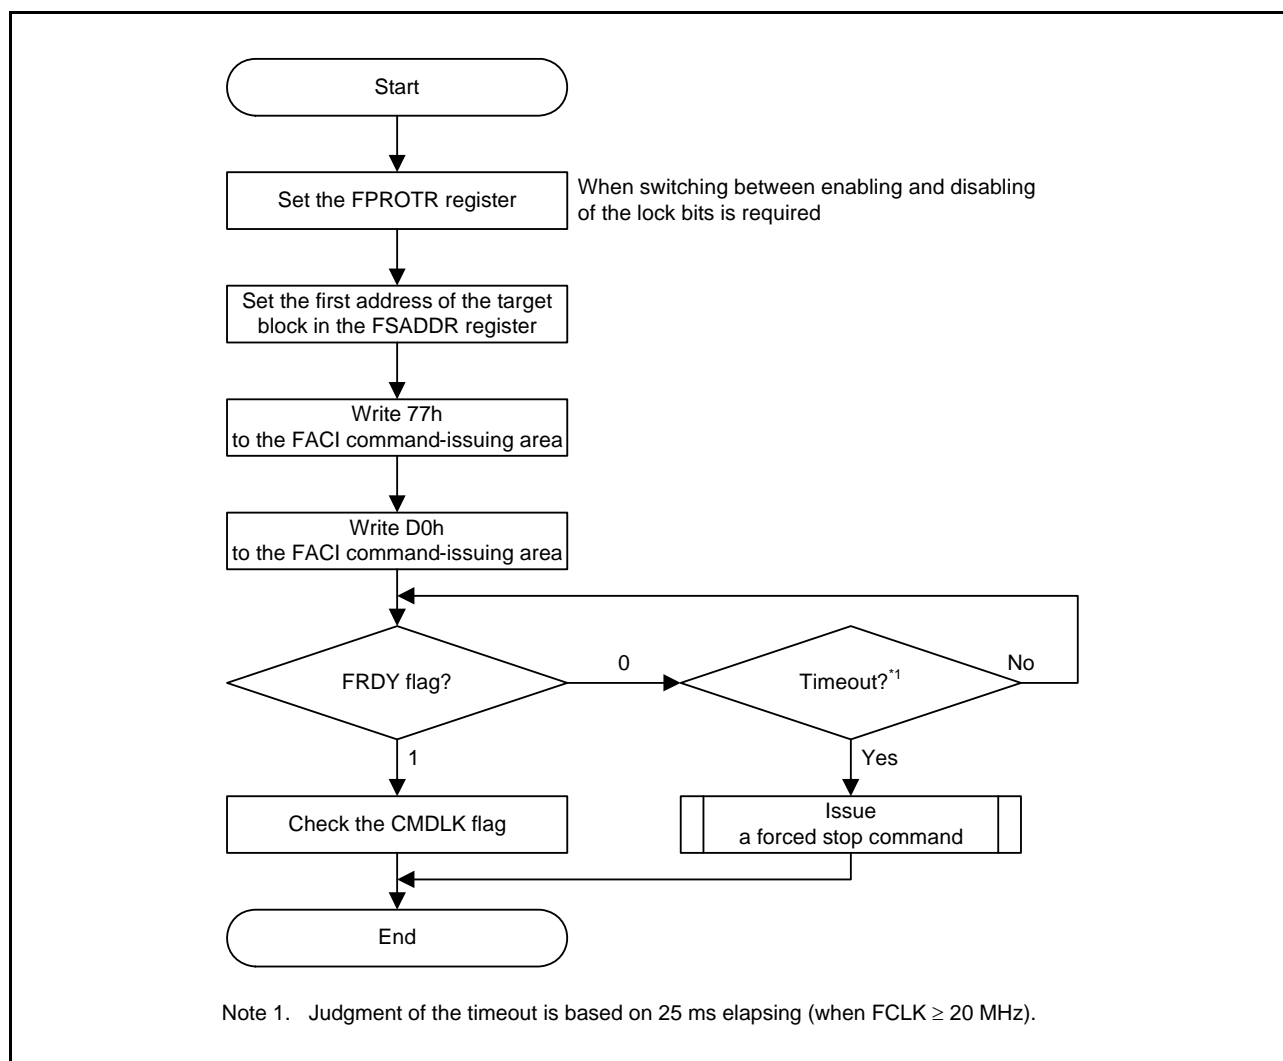 Start
Set the FPROTR register
When switching between enabling and disabling
of the lock bits is required
Set the first address of the target
block in the FSADDR register
Write 77h
to the FACI command-issuing area
Write D0h
to the FACI command-issuing area
FRDY flag?
0
Timeout?*1
No
1
Yes
Check the CMDLK flag
Issue
a forced stop command
End
Note 1. Judgment of the timeout is based on 25 ms elapsing (when FCLK ≥ 20 MHz).